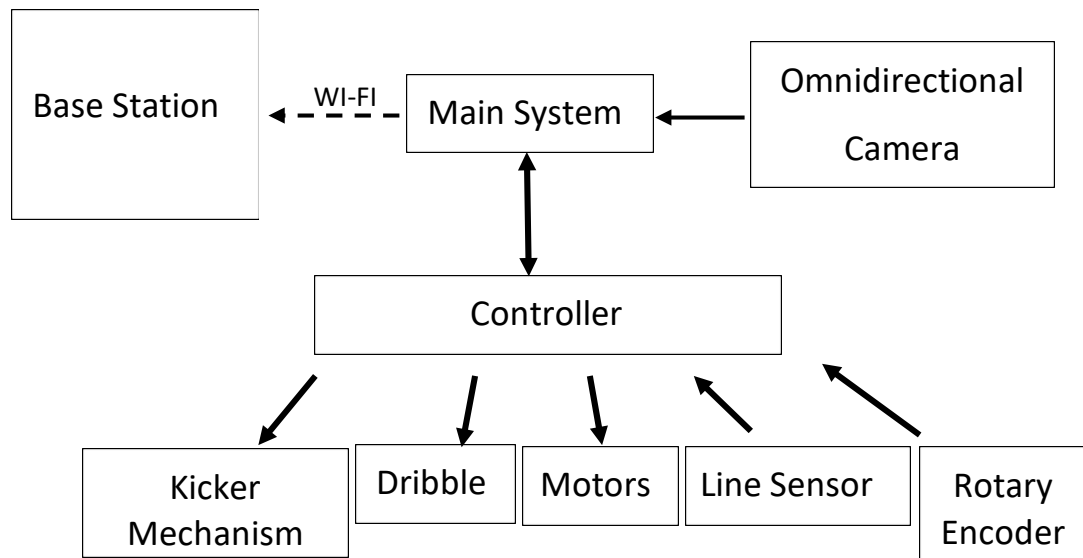 Base Station
WI-FI
Main System
Omnidirectional
Camera
Controller
Kicker
Mechanism
Dribble
Motors
Line Sensor
Rotary
Encoder